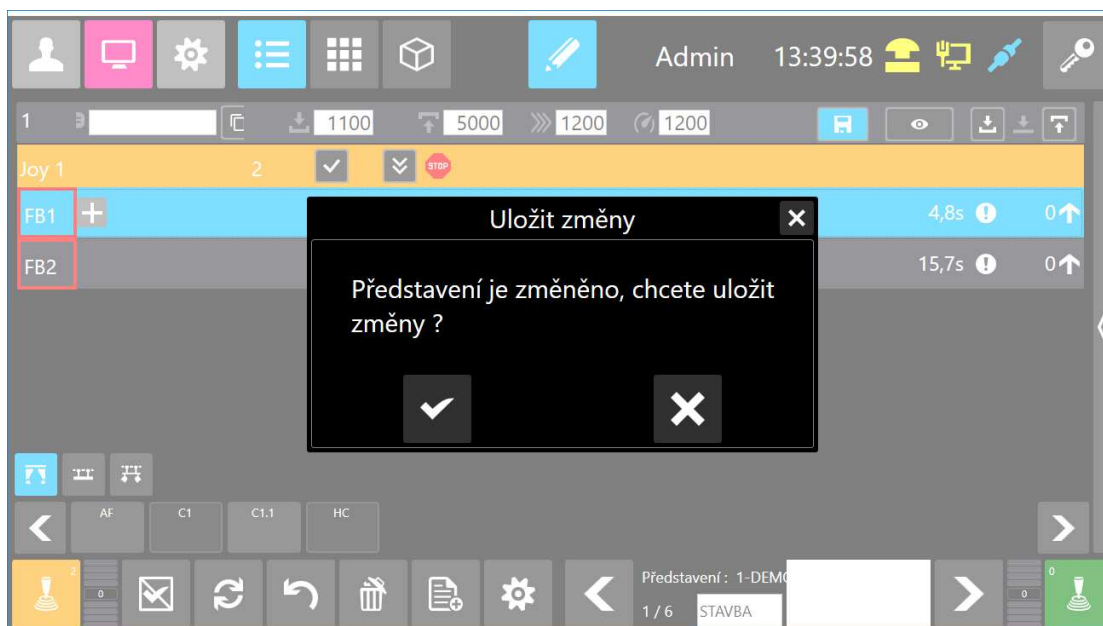 Admin 13:39:58
1 1100 5000 1200 1200
Joy 1 2 STOP
FB1 4,8s 0
FB2 15,7s 0
Uložit změny
Představení je změněno, chcete uložit
změny ?
AF C1 C1.1 HC
2 0 Představení : 1-DEMO 0 0
1 / 6 STAVBA